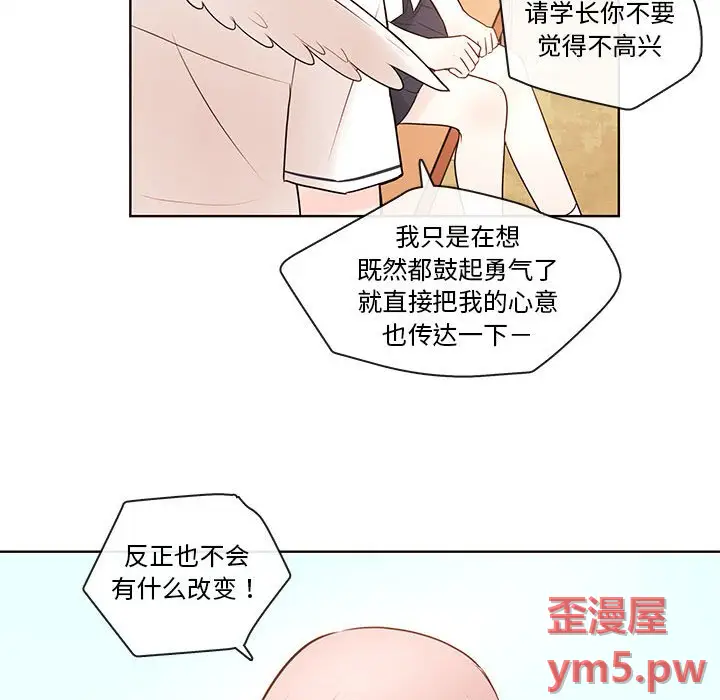 请学长你不要
觉得不高兴
我只是在想
既然都鼓起勇气了
就直接把我的心意
也传达一下—
反正也不会
有什么改变！
歪漫屋
ym5.pw